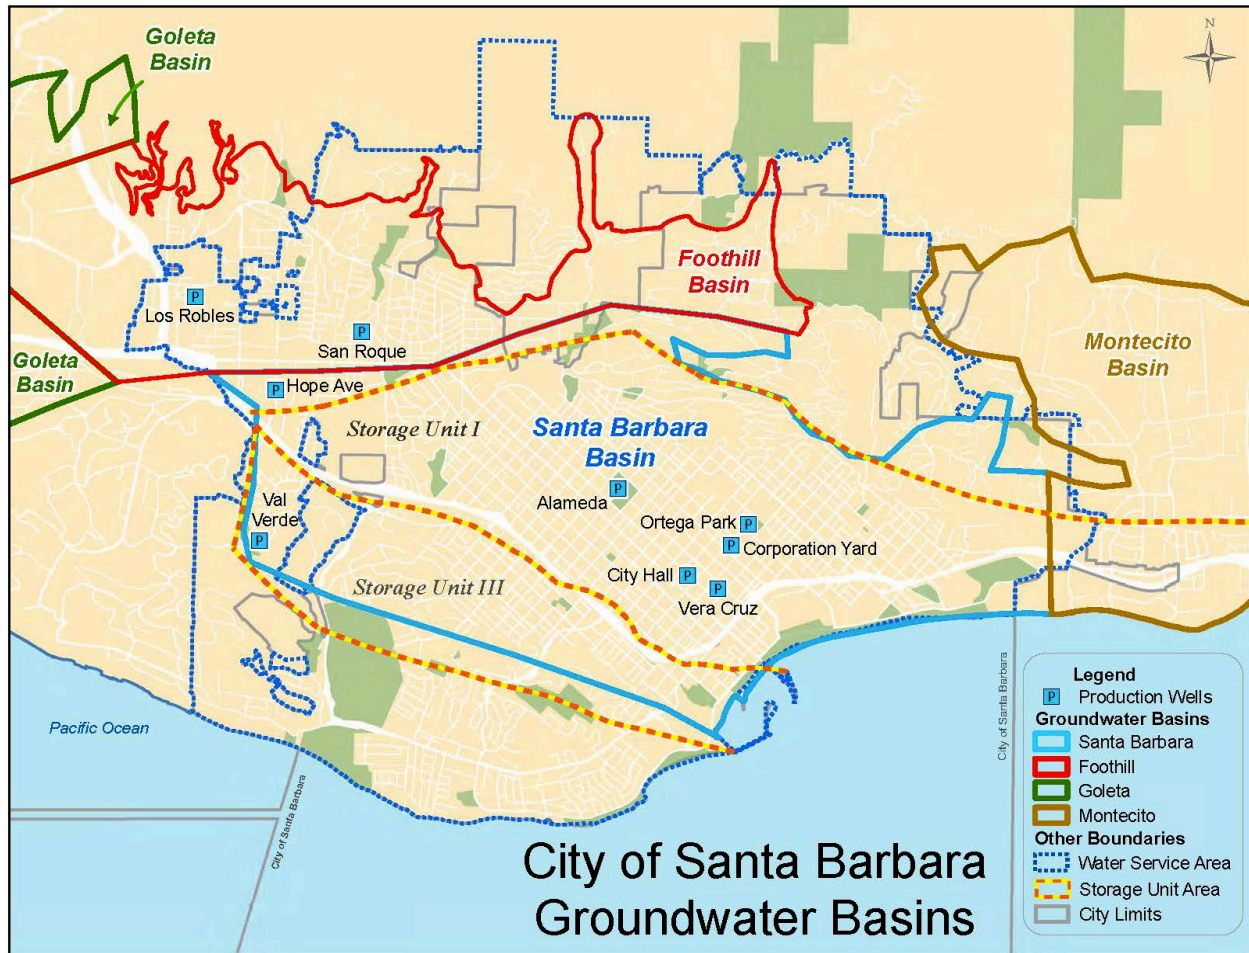 Goleta
Basin
N
Foothill
Basin
P
Los Robles
P
San Roque
Goleta
Basin
Montecito
Basin
P
Hope Ave
Storage Unit I
Santa Barbara
Basin
P
Alameda
Val
Verde
P
Ortega Park
P
P
Corporation Yard
City Hall
P
P
Vera Cruz
Storage Unit III
Pacific Ocean
City of Santa Barbara
City of Santa Barbara
Legend
P
Production Wells
Groundwater Basins
Santa Barbara
Foothill
Goleta
Montecito
Other Boundaries
Water Service Area
Storage Unit Area
City Limits
City of Santa Barbara
Groundwater Basins